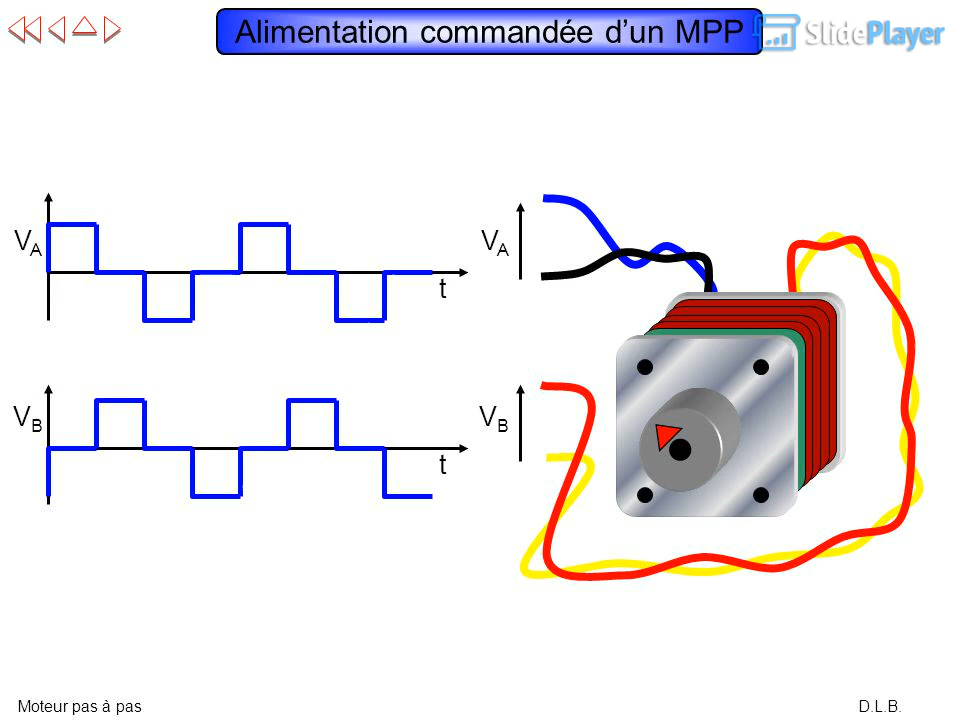 Alimentation commandée d’un MPP
SlidePlayer
VA
t
VA
VB
t
VB
Moteur pas à pas
D.L.B.